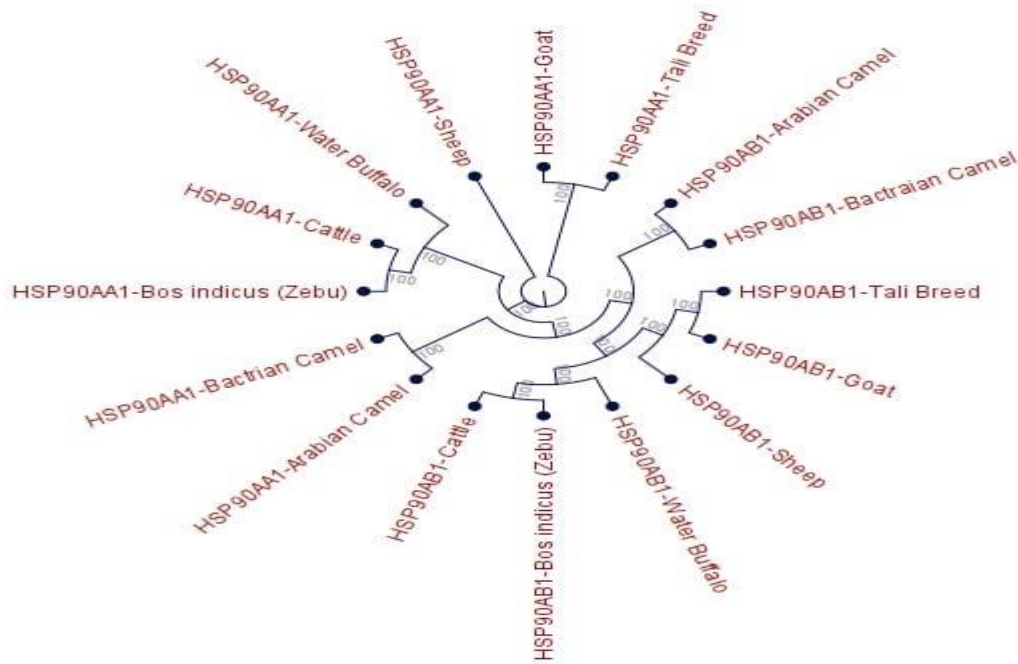 HSP90AA1-Goat
HSP90AA1-Tali Breed
HSP90AB1-Arabian Camel
HSP90AB1-Bactraian Camel
HSP90AB1-Tali Breed
HSP90AB1-Goat
HSP90AB1-Sheep
HSP90AB1-Water Buffalo
HSP90AB1-Bos indicus (Zebu)
HSP90AB1-Cattle
HSP90AA1-Arabian Camel
HSP90AA1-Bactrian Camel
HSP90AA1-Bos indicus (Zebu)
HSP90AA1-Cattle
HSP90AA1-Water Buffalo
HSP90AA1-Sheep
100
100
100
100
100
100
100
100
100
100
100